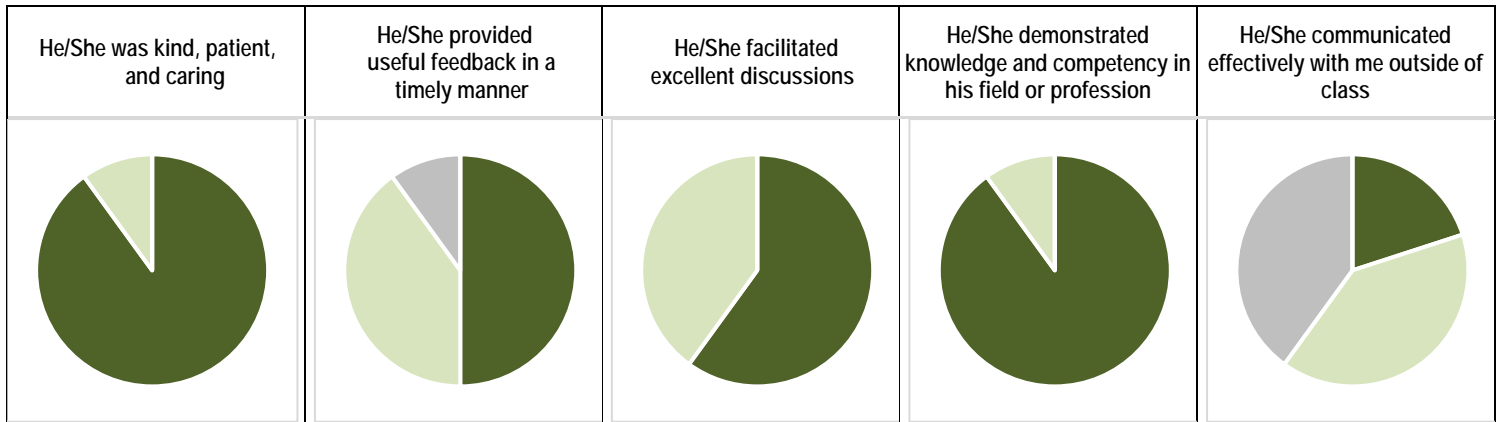 He/She was kind, patient,
and caring
He/She provided
useful feedback in a
timely manner
He/She facilitated
excellent discussions
He/She demonstrated
knowledge and competency in
his field or profession
He/She communicated
effectively with me outside of
class